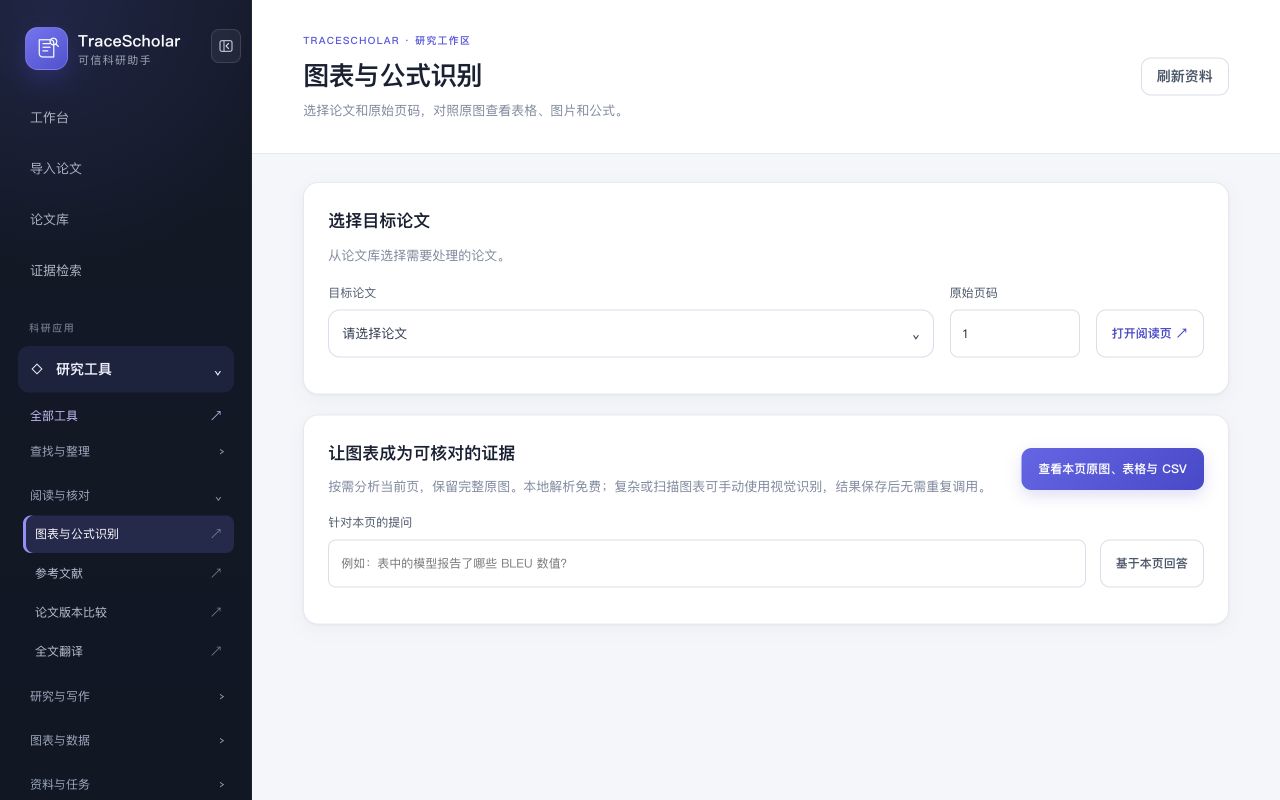 TraceScholar
可信科研助手
工作台
导入论文
论文库
证据检索
科研应用
研究工具
全部工具
查找与整理
阅读与核对
图表与公式识别
参考文献
论文版本比较
全文翻译
研究与写作
图表与数据
资料与任务
TRACESCHOLAR · 研究工作区
图表与公式识别
选择论文和原始页码，对照原图查看表格、图片和公式。
刷新资料
选择目标论文
从论文库选择需要处理的论文。
目标论文
原始页码
请选择论文
1
打开阅读页 ↗
让图表成为可核对的证据
按需分析当前页，保留完整原图。本地解析免费；复杂或扫描图表可手动使用视觉识别，结果保存后无需重复调用。
查看本页原图、表格与 CSV
针对本页的提问
例如：表中的模型报告了哪些 BLEU 数值?
基于本页回答